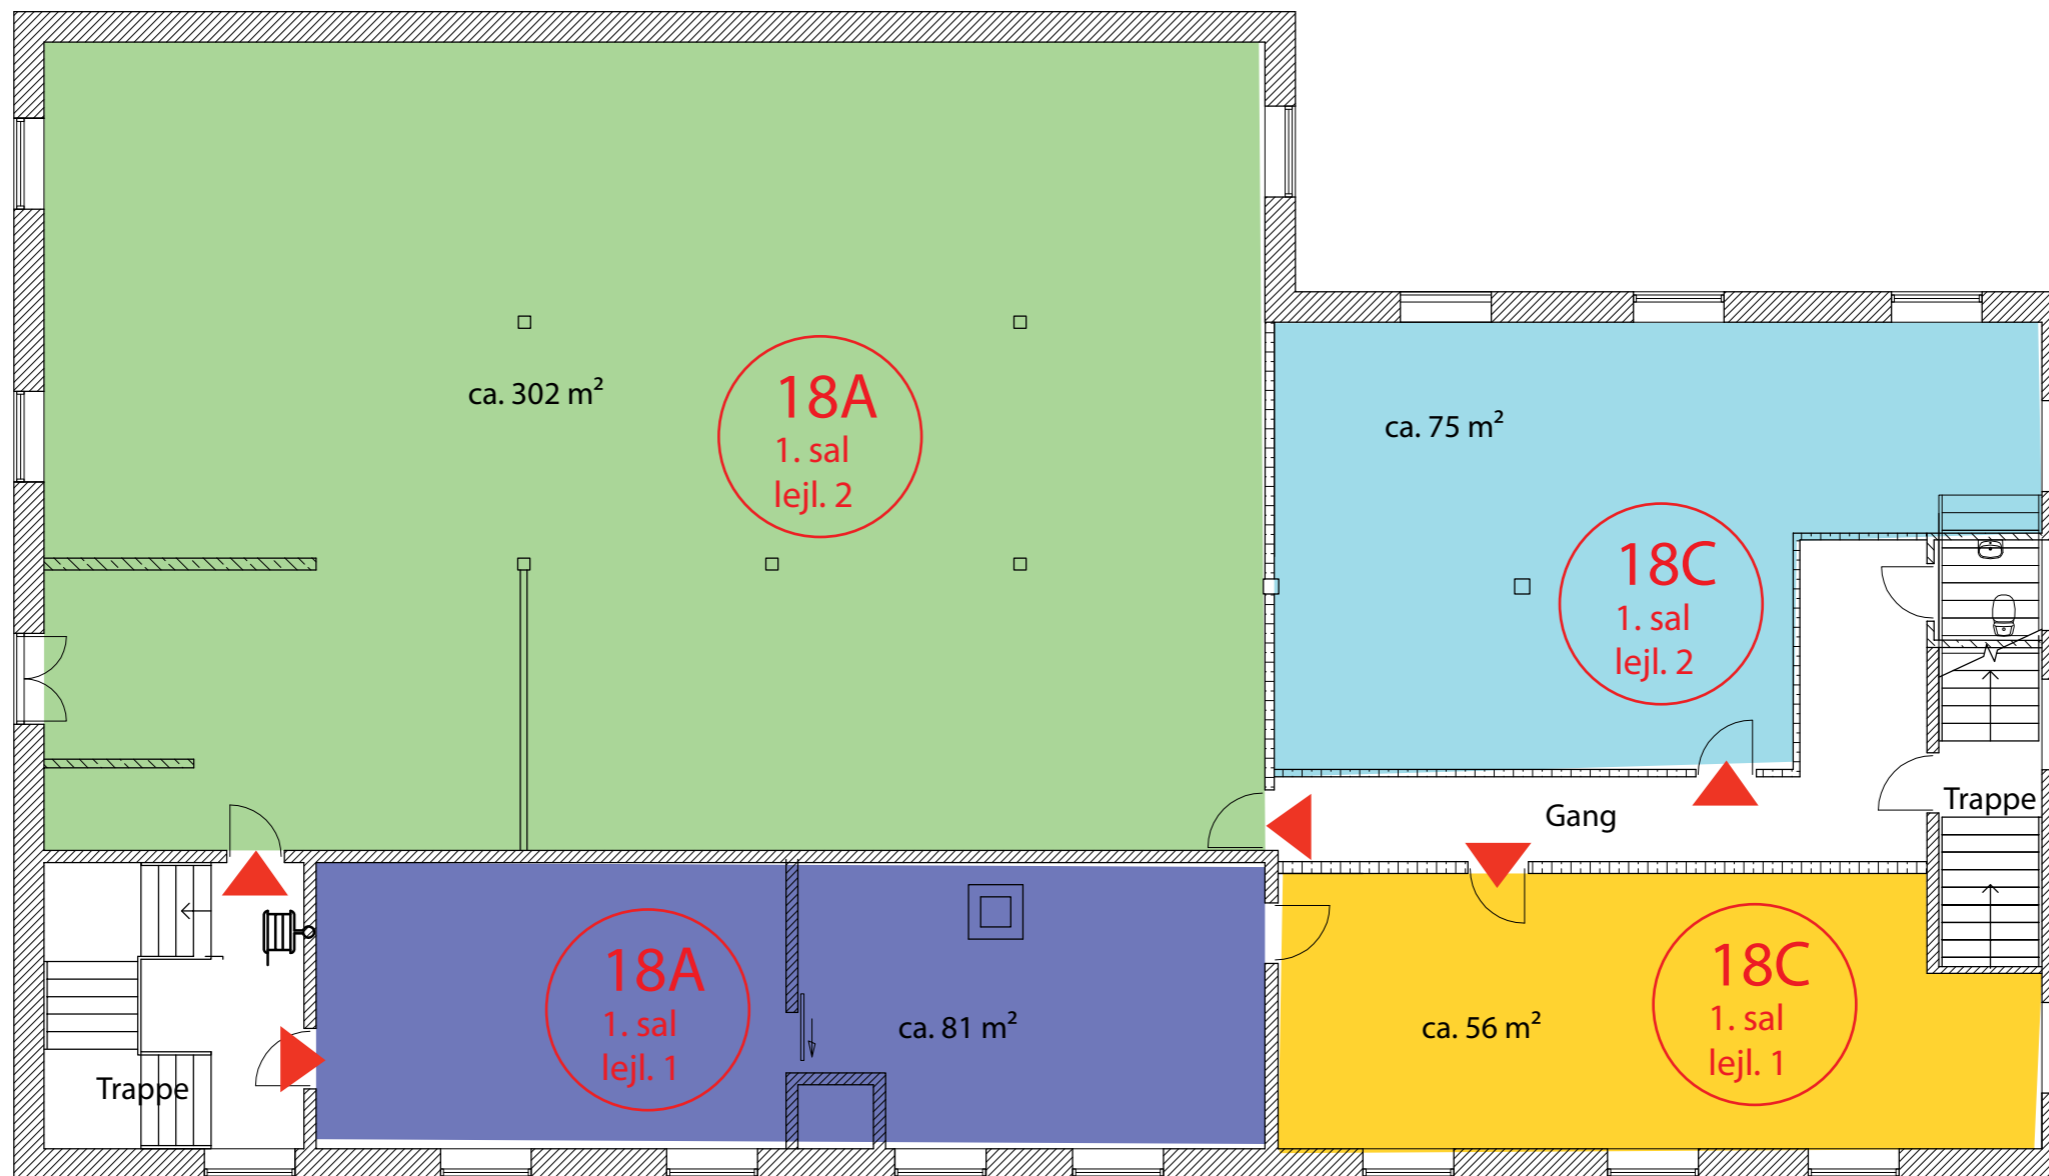 ca. 302 m²
18A
1. sal
lejl. 2
ca. 75 m²
18C
1. sal
lejl. 2
Gang
Trappe
18A
1. sal
lejl. 1
ca. 81 m²
ca. 56 m²
18C
1. sal
lejl. 1
Trappe